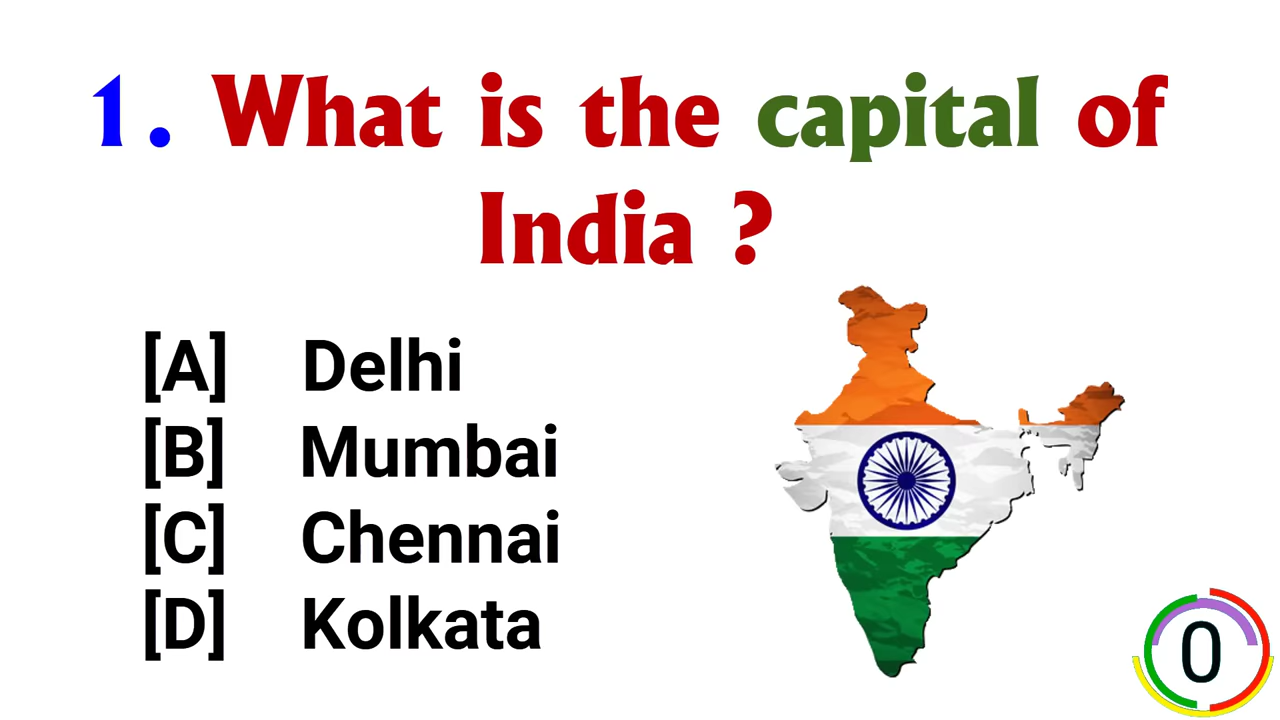 1. What is the capital of
India ?
[A] Delhi
[B] Mumbai
[C] Chennai
[D] Kolkata
0